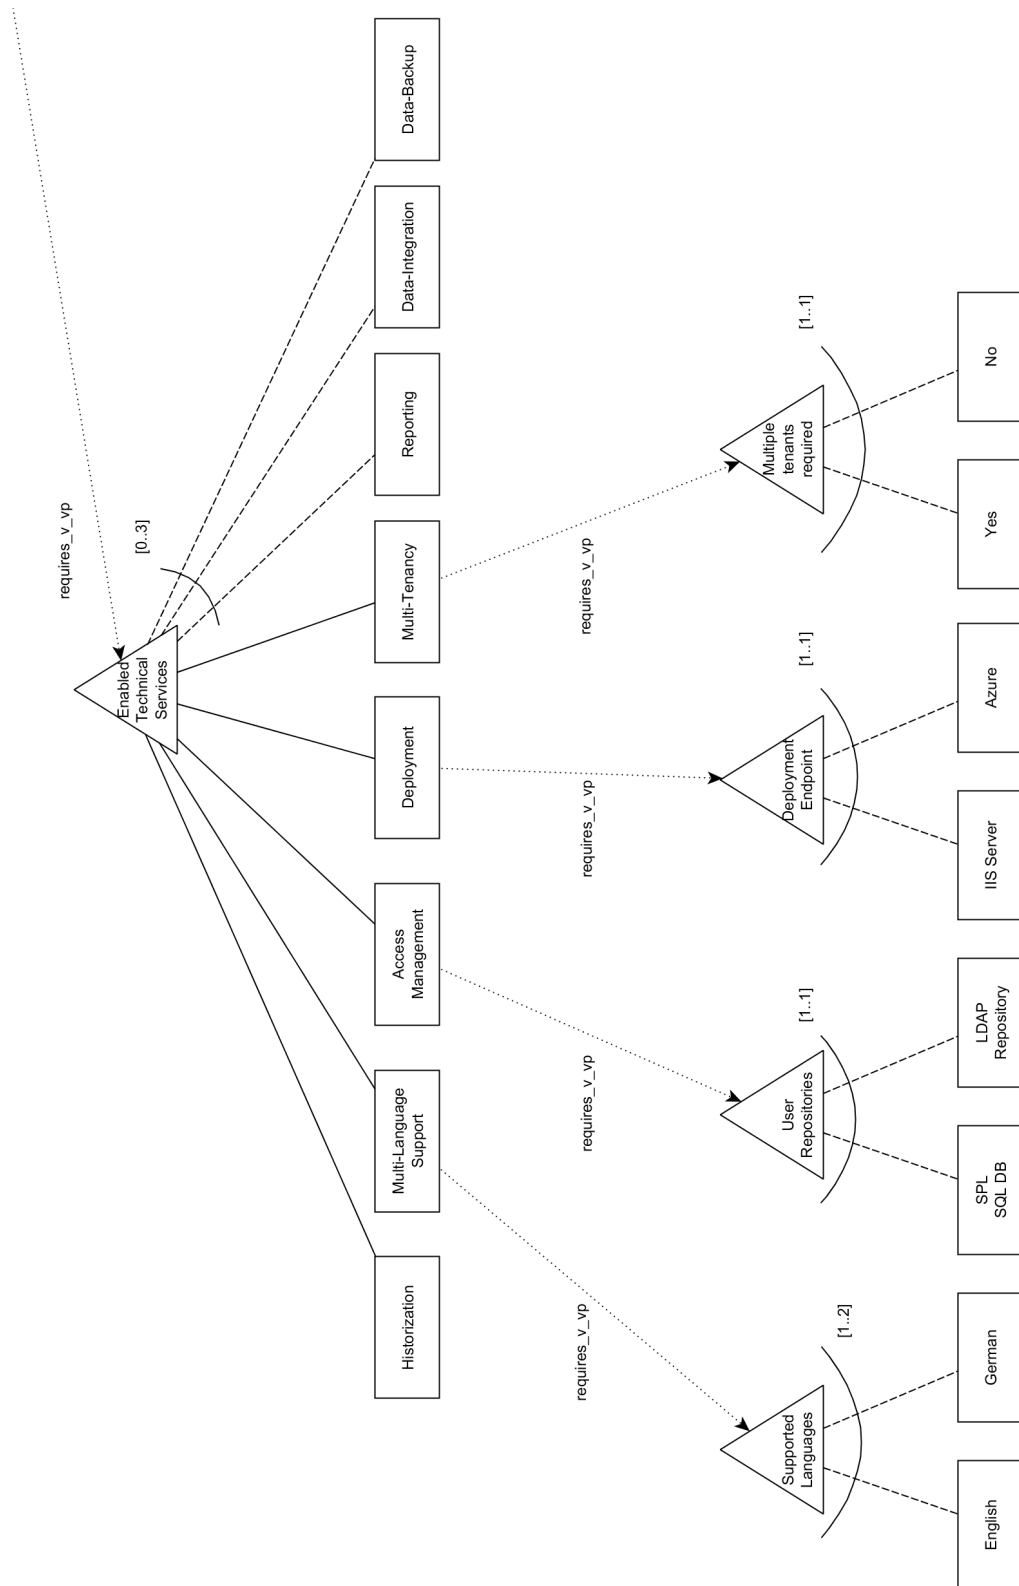 requires_v_vp
[0..3]
Enabled
Technical
Services
Historization
Multi-Language
Support
Access
Management
Deployment
Multi-Tenancy
Reporting
Data-Integration
Data-Backup
requires_v_vp
requires_v_vp
requires_v_vp
requires_v_vp
[1..2]
Supported
Languages
[1..1]
User
Repositories
[1..1]
Deployment
Endpoint
[1..1]
Multiple
tenants
required
English
German
SPL
SQL DB
LDAP
Repository
IIS Server
Azure
Yes
No